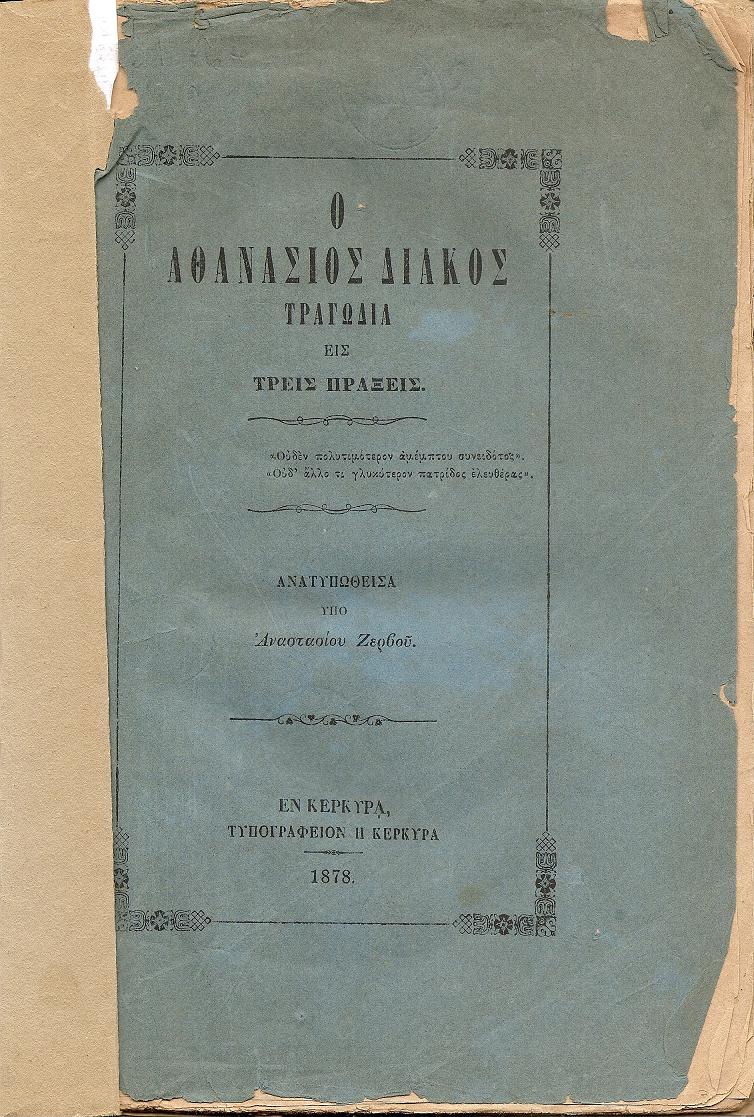 Ο
ΑΘΑΝΑΣΙΟΣ ΔΙΑΚΟΣ
ΤΡΑΓΩΔΙΑ
ΕΙΣ
ΤΡΕΙΣ ΠΡΑΞΕΙΣ.
«Οὐδὲν πολυτιμότερον ἀμέμπτου συνειδότος».
«Οὐδ' ἄλλο τι γλυκύτερον πατρίδος ἐλευθέρας».
ΑΝΑΤΥΠΩΘΕΙΣΑ
ΥΠΟ
Ἀναστασίου Ζερβοῦ.
ΕΝ ΚΕΡΚΥΡᾼ,
ΤΥΠΟΓΡΑΦΕΙΟΝ Η ΚΕΡΚΥΡΑ
1878.